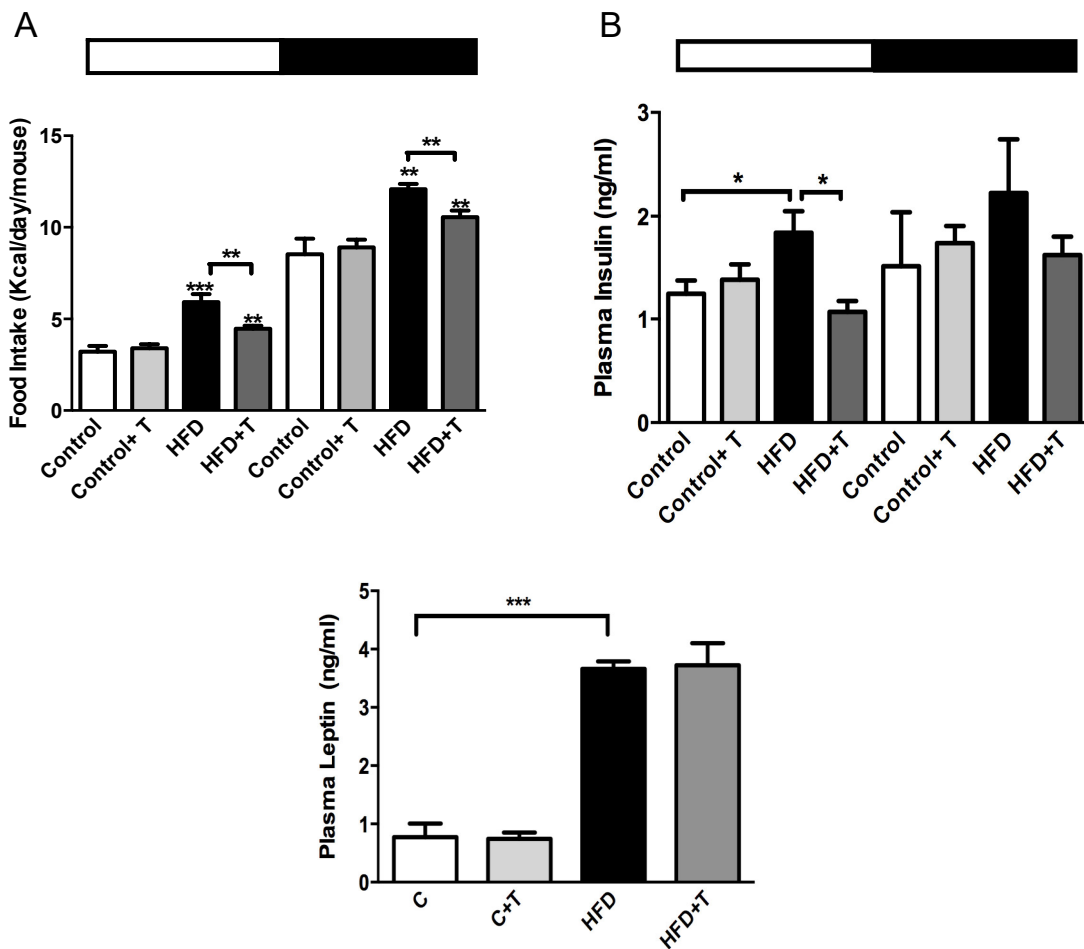 A
B
Food Intake (Kcal/day/mouse)
15
10
5
0
***
**
**
**
**
**
Control
Control+ T
HFD
HFD+T
Control
Control+ T
HFD
HFD+T
Plasma Insulin (ng/ml)
3
2
1
0
*
*
Control
Control+ T
HFD
HFD+T
Control
Control+ T
HFD
HFD+T
Plasma Leptin (ng/ml)
5
4
3
2
1
0
***
C
C+T
HFD
HFD+T